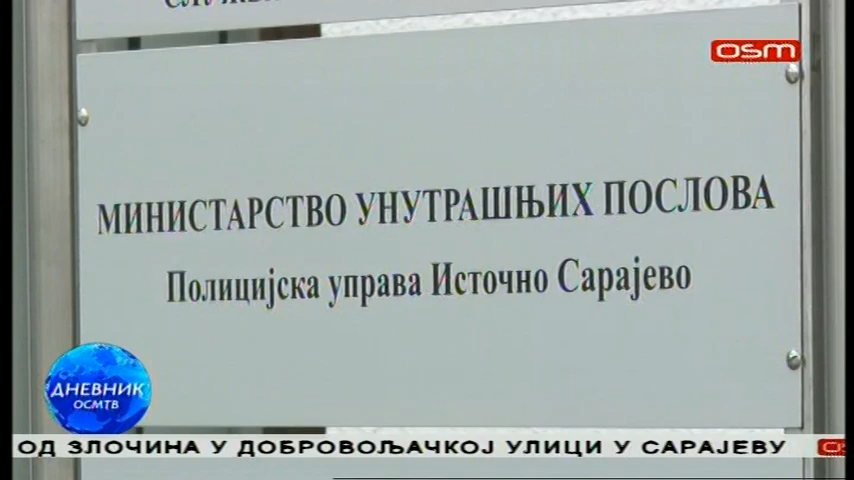 osm
МИНИСТАРСТВО УНУТРАШЊИХ ПОСЛОВА
Полицијска управа Источно Сарајево
ДНЕВНИК
ОСМТВ
ОД ЗЛОЧИНА У ДОБРОВОЉАЧКОЈ УЛИЦИ У САРАЈЕВУ